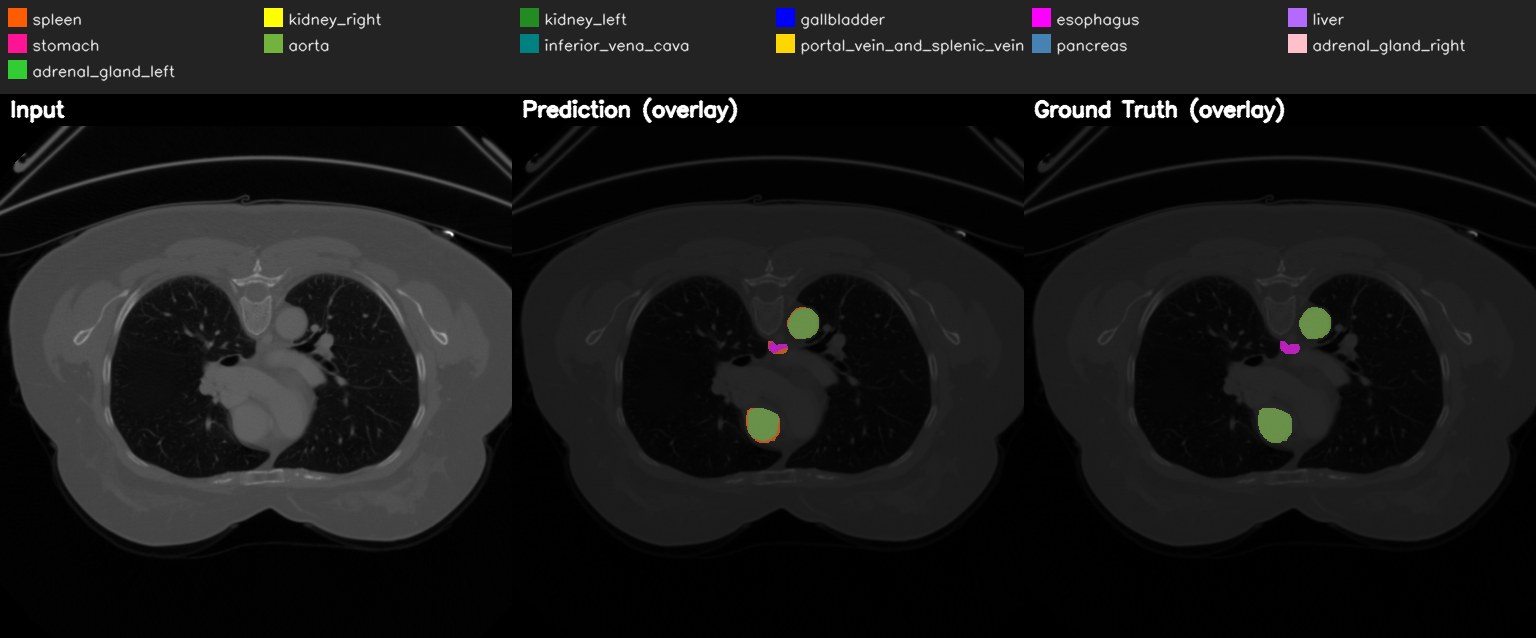 spleen kidney_right kidney_left gallbladder esophagus liver
stomach aorta inferior_vena_cava portal_vein_and_splenic_vein pancreas adrenal_gland_right
adrenal_gland_left
Input Prediction (overlay) Ground Truth (overlay)